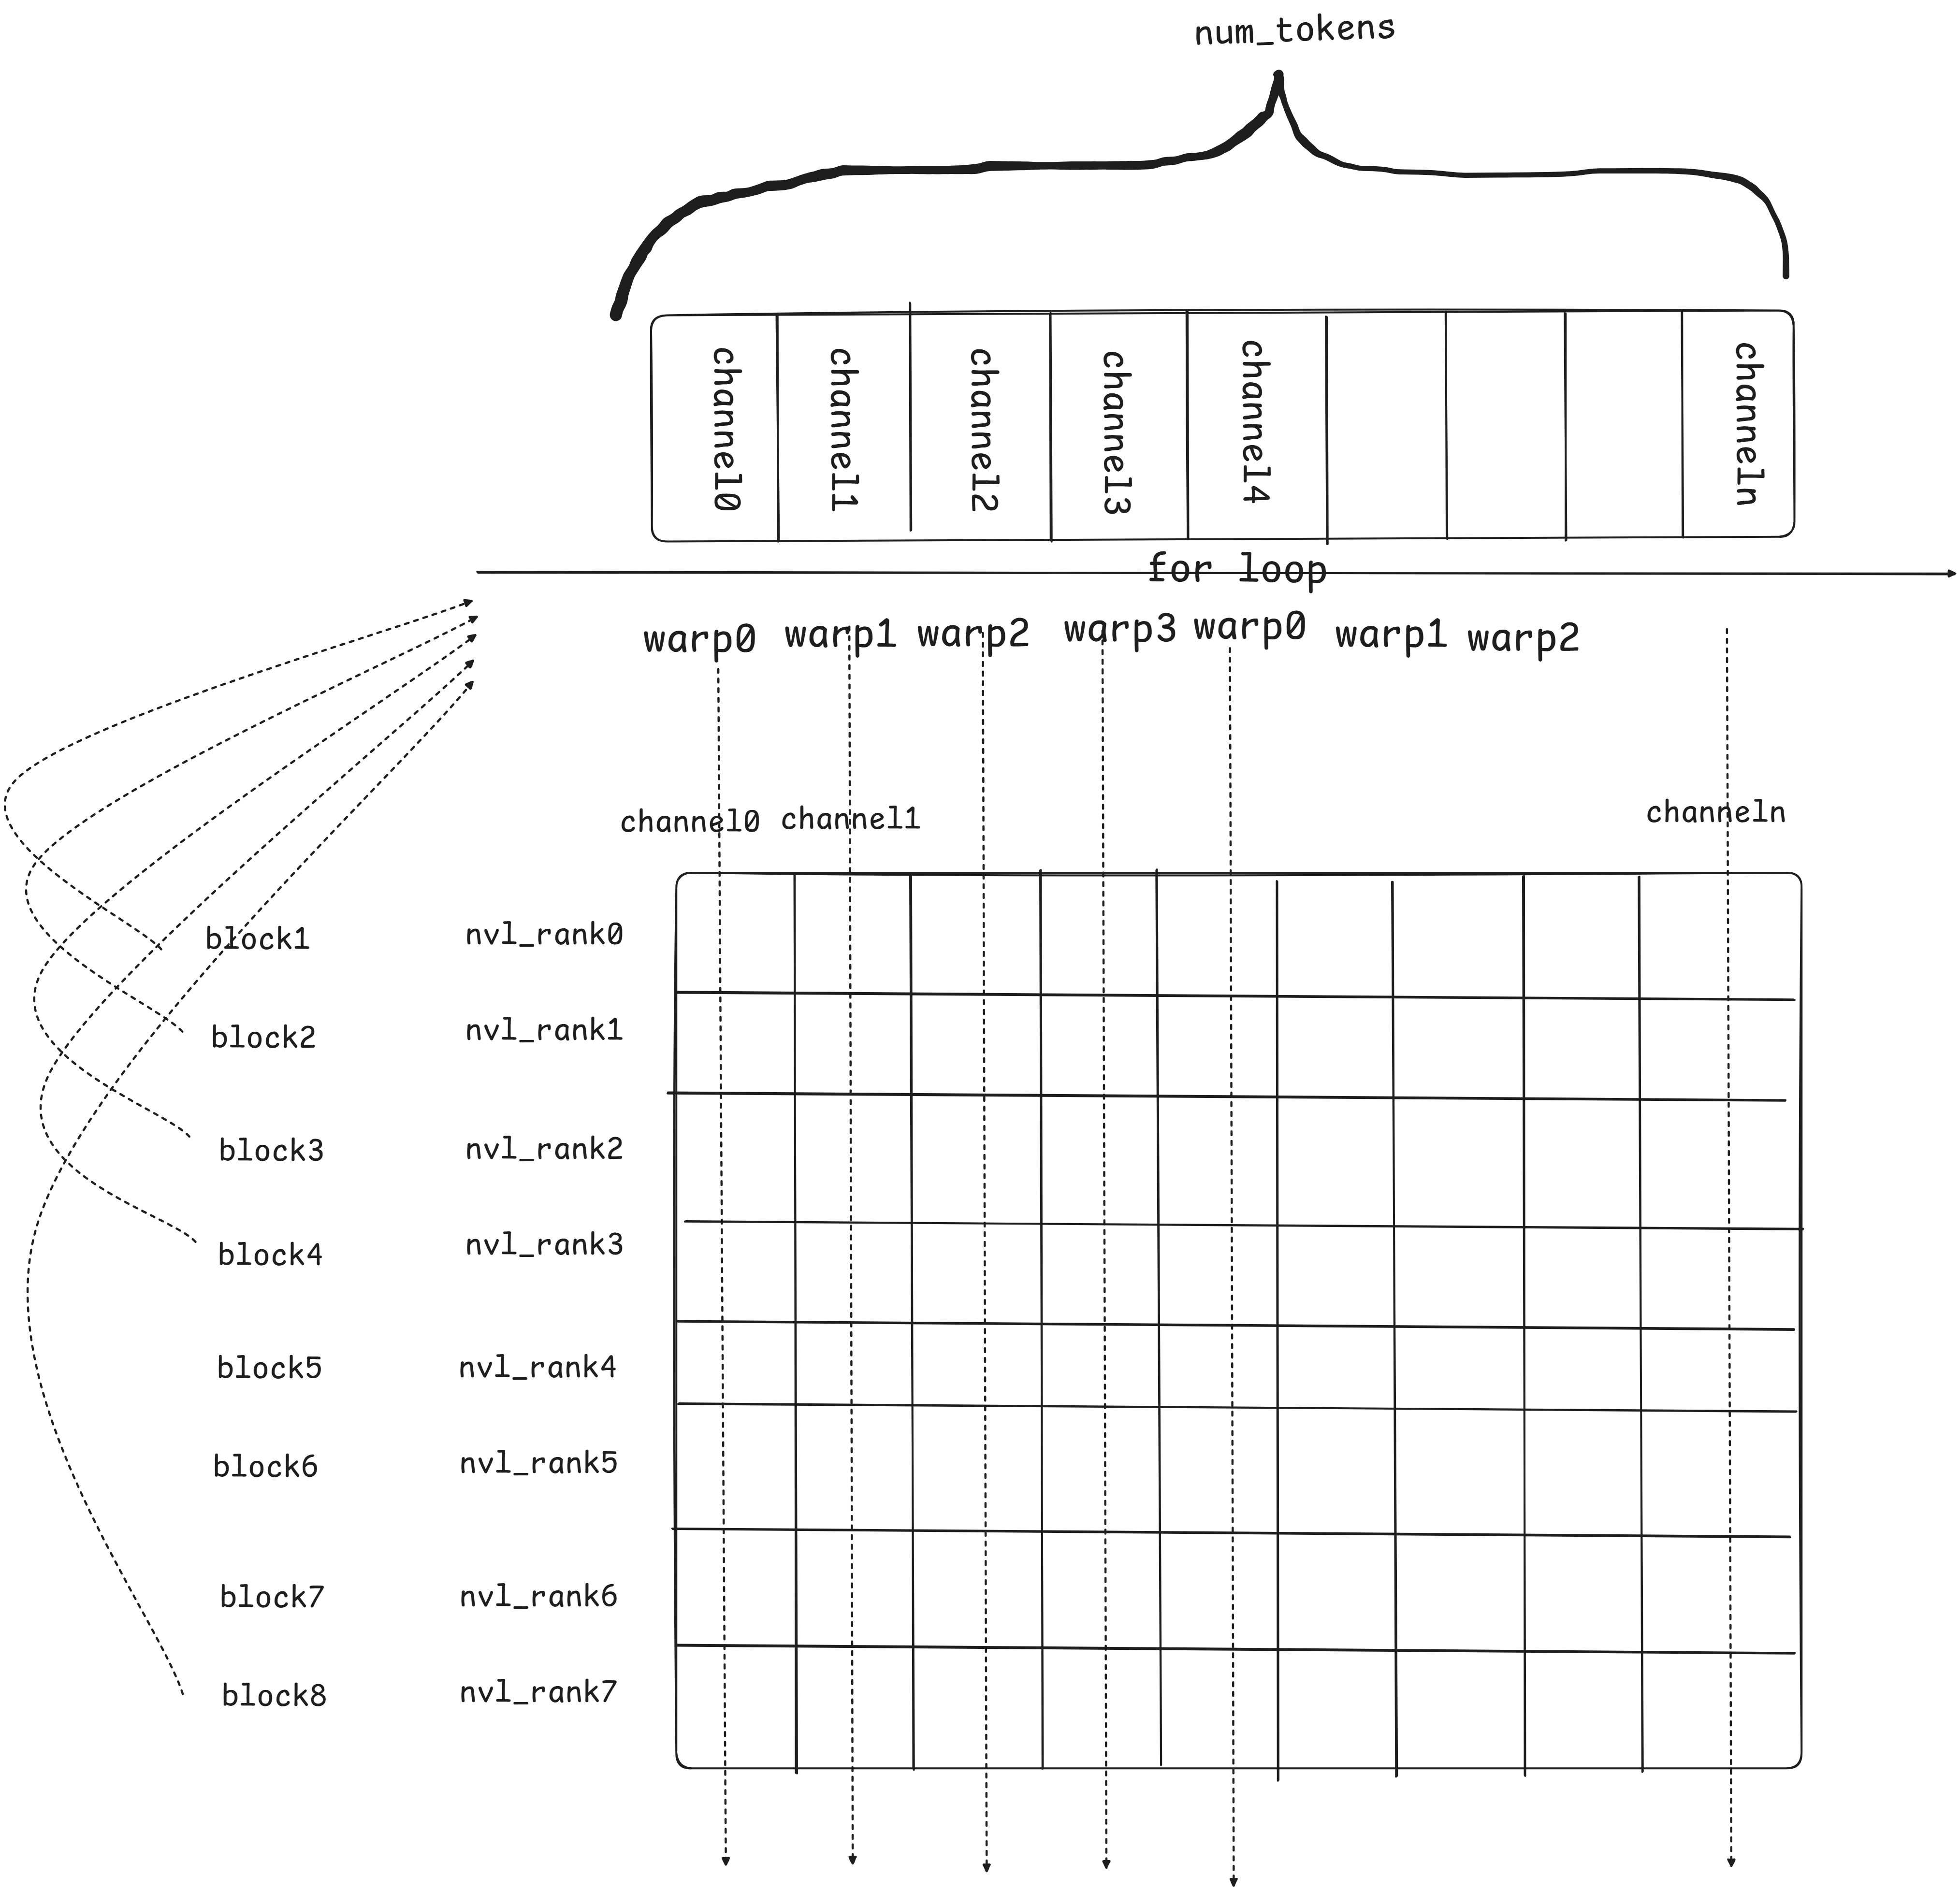 num_tokens
channel0
channel1
channel2
channel3
channel4
channeln
for loop
warp0 warp1 warp2 warp3 warp0 warp1 warp2
channel0 channel1 channeln
block1 nvl_rank0
block2 nvl_rank1
block3 nvl_rank2
block4 nvl_rank3
block5 nvl_rank4
block6 nvl_rank5
block7 nvl_rank6
block8 nvl_rank7